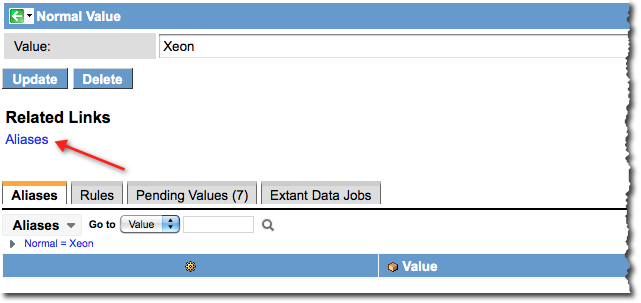 Normal Value
Value: Xeon
Update Delete
Related Links
Aliases
Aliases Rules Pending Values (7) Extant Data Jobs
Aliases Go to Value
Normal = Xeon
Value